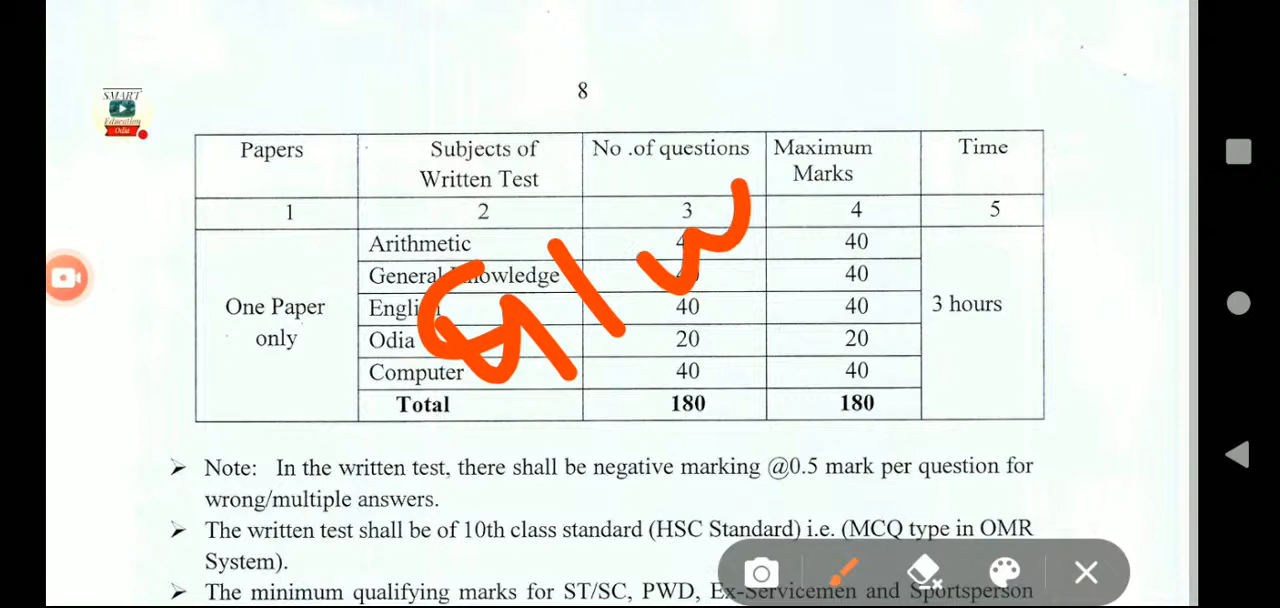 8
SMART
Education
Odia
Papers Subjects of Written Test No .of questions Maximum Marks Time
1 2 3 4 5
One Paper only
Arithmetic 40
General Knowledge 40
English 40 40
Odia 20 20
Computer 40 40
Total 180 180
3 hours
➤ Note: In the written test, there shall be negative marking @0.5 mark per question for
wrong/multiple answers.
➤ The written test shall be of 10th class standard (HSC Standard) i.e. (MCQ type in OMR
System).
➤ The minimum qualifying marks for ST/SC, PWD, Ex-Servicemen and Sportsperson